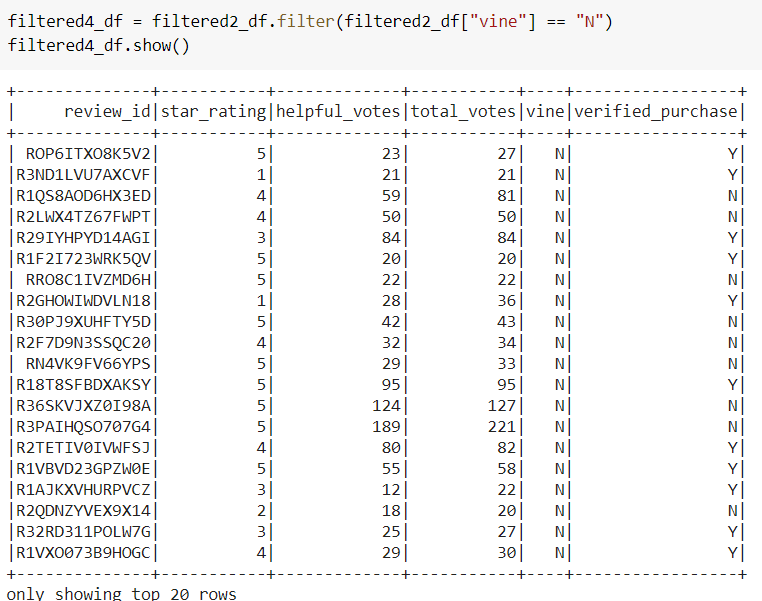 filtered4_df = filtered2_df.filter(filtered2_df["vine"] == "N")
filtered4_df.show()
+--------------+-----------+-------------+-----------+----+-----------------+
|     review_id|star_rating|helpful_votes|total_votes|vine|verified_purchase|
+--------------+-----------+-------------+-----------+----+-----------------+
| ROP6ITXO8K5V2|          5|           23|         27|   N|                Y|
|R3ND1LVU7AXCVF|          1|           21|         21|   N|                Y|
|R1QS8AOD6HX3ED|          4|           59|         81|   N|                N|
|R2LWX4TZ67FWPT|          4|           50|         50|   N|                N|
|R29IYHPYD14AGI|          3|           84|         84|   N|                Y|
|R1F2I723WRK5QV|          5|           20|         20|   N|                Y|
| RRO8C1IVZMD6H|          5|           22|         22|   N|                N|
|R2GHOWIWDVLN18|          1|           28|         36|   N|                Y|
|R30PJ9XUHFTY5D|          5|           42|         43|   N|                N|
|R2F7D9N3SSQC20|          4|           32|         34|   N|                N|
| RN4VK9FV66YPS|          5|           29|         33|   N|                N|
|R18T8SFBDXAKSY|          5|           95|         95|   N|                Y|
|R36SKVJXZ0I98A|          5|          124|        127|   N|                N|
|R3PAIHQSO707G4|          5|          189|        221|   N|                N|
|R2TETIV0IVWFSJ|          4|           80|         82|   N|                Y|
|R1VBVD23GPZW0E|          5|           55|         58|   N|                Y|
|R1AJKXVHURPVCZ|          3|           12|         22|   N|                Y|
|R2QDNZYVEX9X14|          2|           18|         20|   N|                N|
|R32RD311POLW7G|          3|           25|         27|   N|                Y|
|R1VXO073B9HOGC|          4|           29|         30|   N|                Y|
+--------------+-----------+-------------+-----------+----+-----------------+
only showing top 20 rows